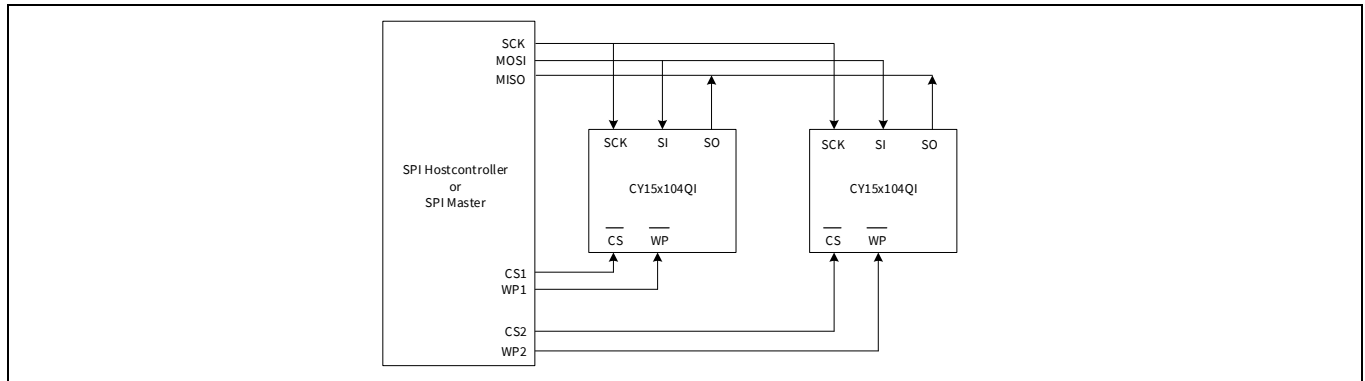 SCK
MOSI
MISO
SCK SI SO
SCK SI SO
SPI Hostcontroller
or
SPI Master
CY15x104QI
CY15x104QI
CS WP
CS WP
CS1
WP1
CS2
WP2